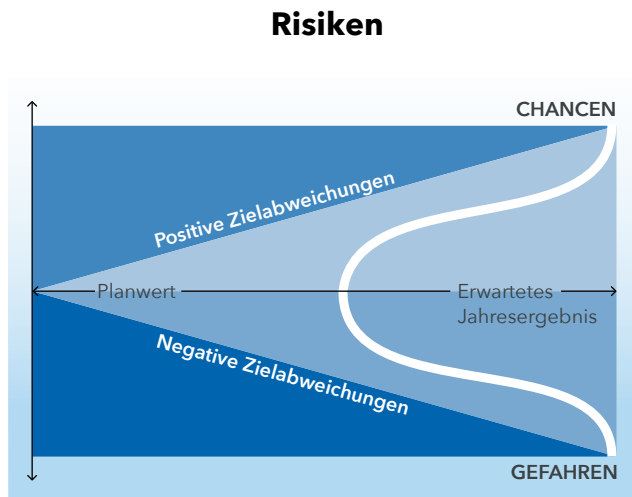 Risiken
CHANCEN
Positive Zielabweichungen
Planwert
Erwartetes
Jahresergebnis
Negative Zielabweichungen
GEFAHREN